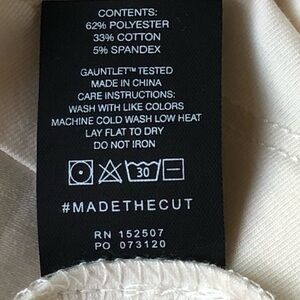 CONTENTS:
62% POLYESTER
33% COTTON
5% SPANDEX
GAUNTLET™ TESTED
MADE IN CHINA
CARE INSTRUCTIONS:
WASH WITH LIKE COLORS
MACHINE COLD WASH LOW HEAT
LAY FLAT TO DRY
DO NOT IRON
30
#MADETHECUT
RN 152507
PO 073120